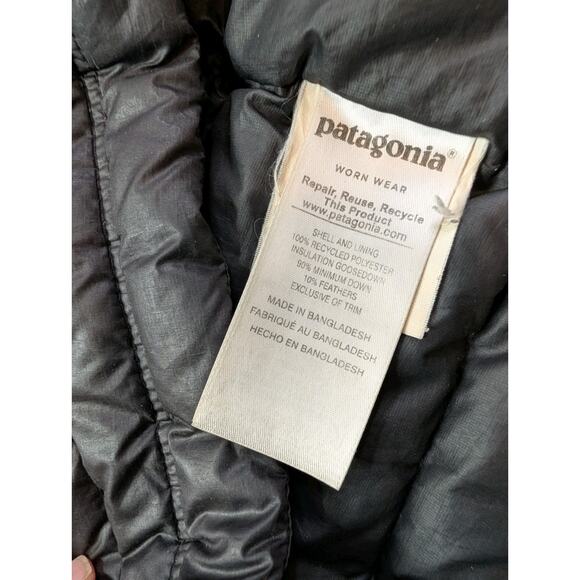 patagonia®
WORN WEAR
Repair, Reuse, Recycle
This Product
www.patagonia.com
SHELL AND LINING
100% RECYCLED POLYESTER
INSULATION GOOSEDOWN
90% MINIMUM DOWN
10% FEATHERS
EXCLUSIVE OF TRIM
MADE IN BANGLADESH
FABRIQUÉ AU BANGLADESH
HECHO EN BANGLADESH